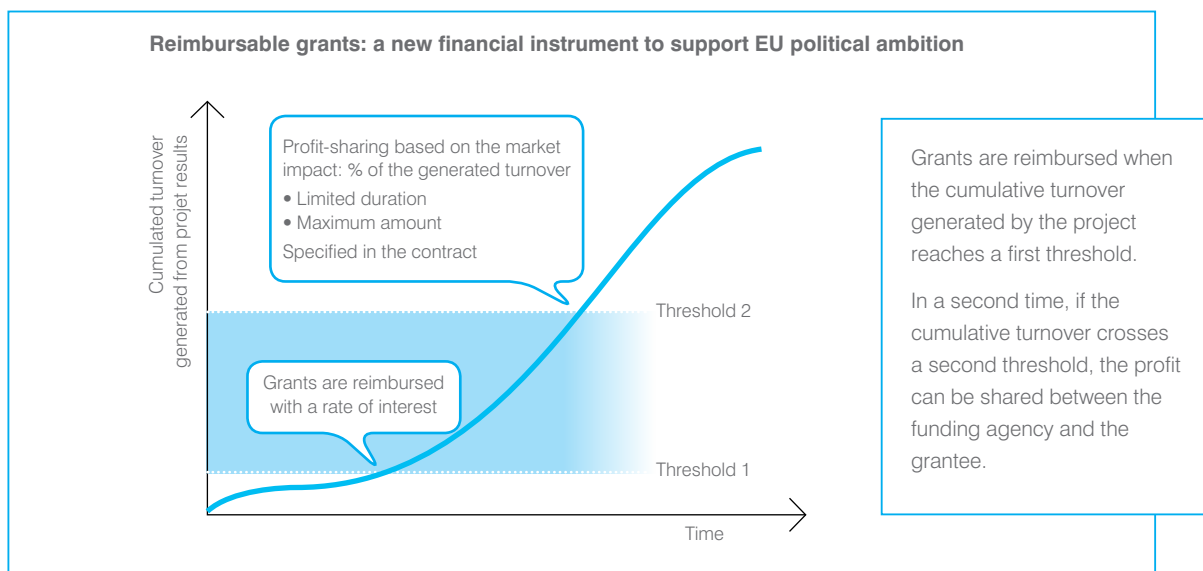 Reimbursable grants: a new financial instrument to support EU political ambition
Cumulated turnover
generated from projet results
Profit-sharing based on the market
impact: % of the generated turnover
• Limited duration
• Maximum amount
Specified in the contract
Threshold 2
Grants are reimbursed
with a rate of interest
Threshold 1
Time
Grants are reimbursed when
the cumulative turnover
generated by the project
reaches a first threshold.
In a second time, if the
cumulative turnover crosses
a second threshold, the profit
can be shared between the
funding agency and the
grantee.